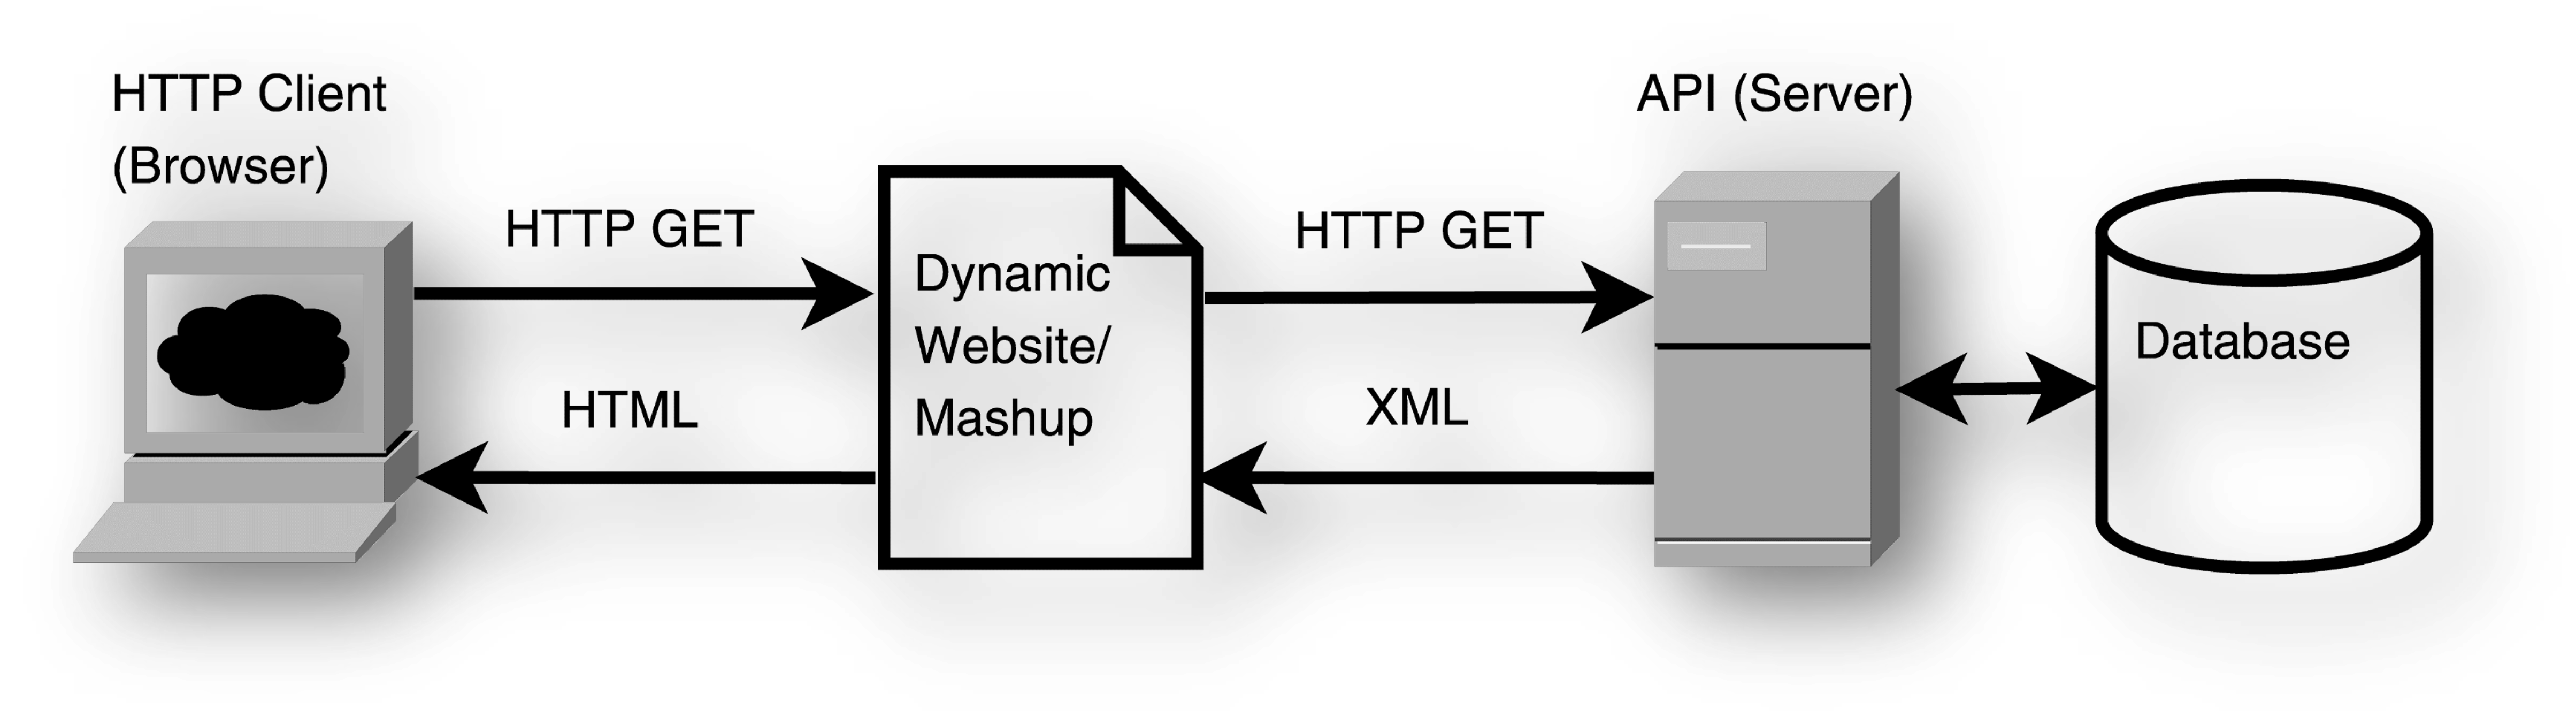 HTTP Client
(Browser)
HTTP GET
HTML
Dynamic
Website/
Mashup
HTTP GET
XML
API (Server)
Database